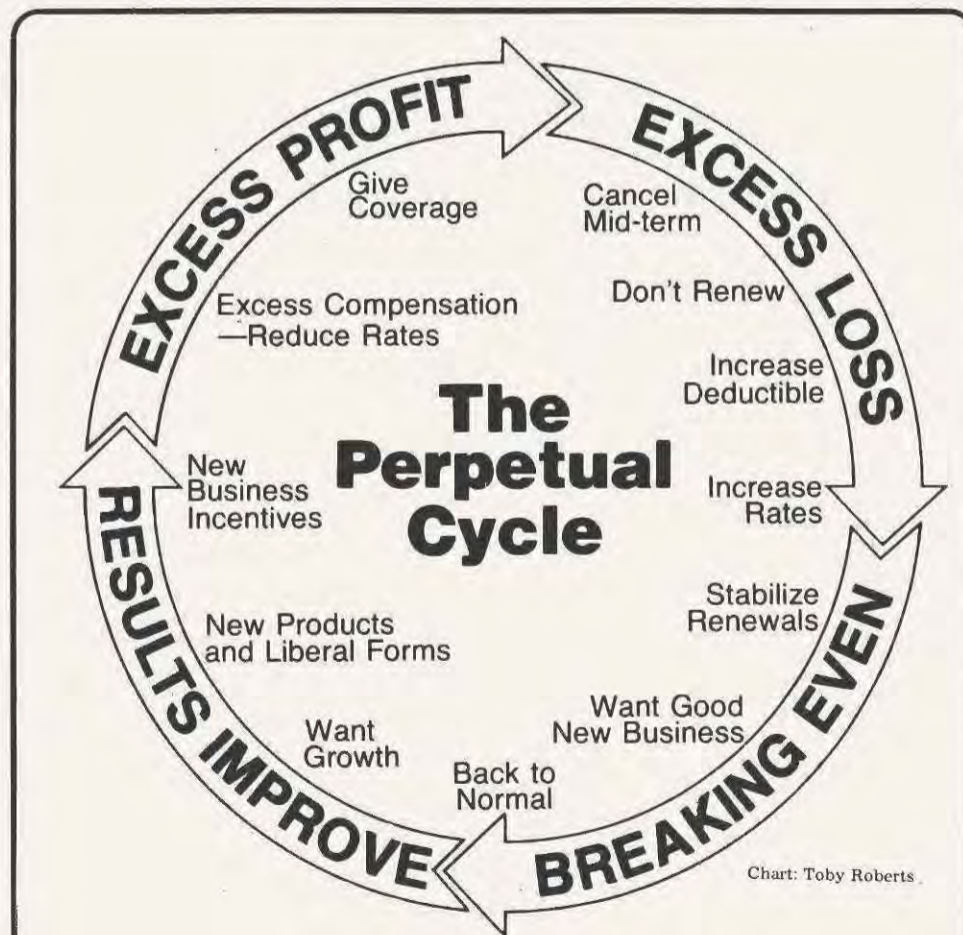 EXCESS PROFIT
EXCESS LOSS
BREAKING EVEN
RESULTS IMPROVE
The
Perpetual
Cycle
Give
Coverage
Cancel
Mid-term
Don't Renew
Increase
Deductible
Increase
Rates
Stabilize
Renewals
Want Good
New Business
Back to
Normal
Want
Growth
New Products
and Liberal Forms
New
Business
Incentives
Excess Compensation
—Reduce Rates
Chart: Toby Roberts